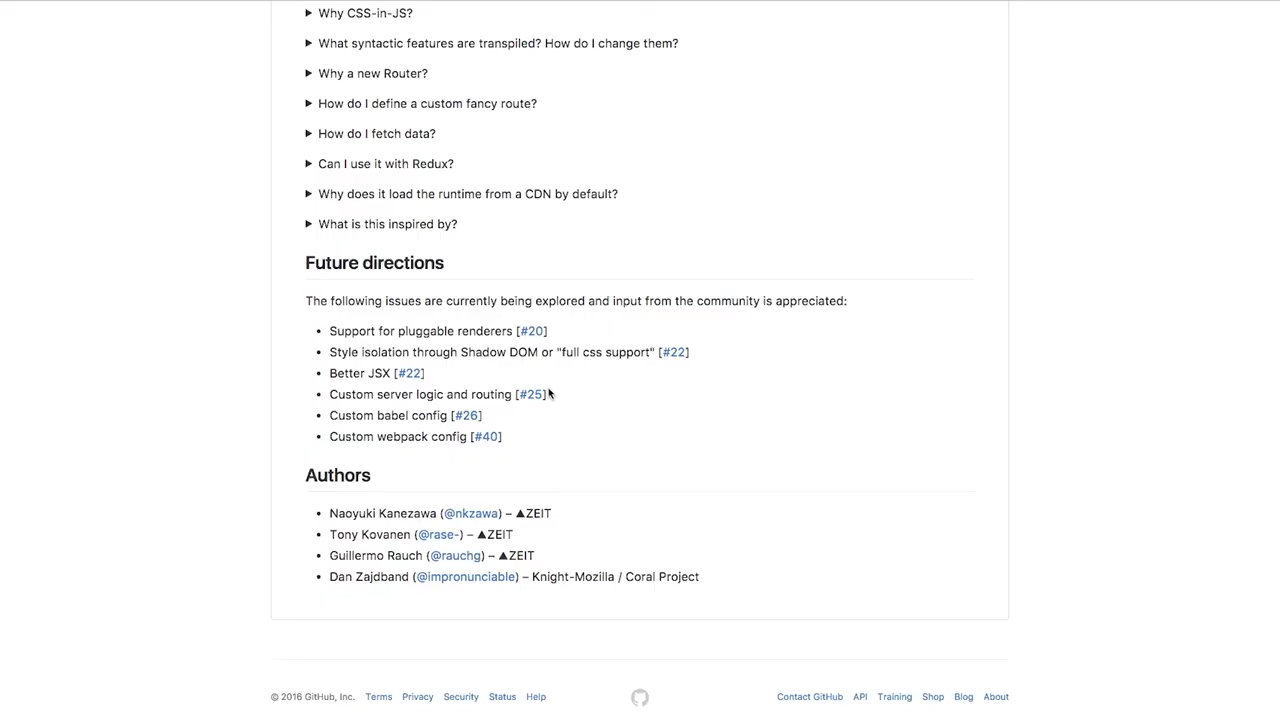 Why CSS-in-JS?
What syntactic features are transpiled? How do I change them?
Why a new Router?
How do I define a custom fancy route?
How do I fetch data?
Can I use it with Redux?
Why does it load the runtime from a CDN by default?
What is this inspired by?
Future directions
The following issues are currently being explored and input from the community is appreciated:
• Support for pluggable renderers [#20]
• Style isolation through Shadow DOM or "full css support" [#22]
• Better JSX [#22]
• Custom server logic and routing [#25]
• Custom babel config [#26]
• Custom webpack config [#40]
Authors
• Naoyuki Kanezawa (@nkzawa) – ▲ZEIT
• Tony Kovanen (@rase-) – ▲ZEIT
• Guillermo Rauch (@rauchg) – ▲ZEIT
• Dan Zajdband (@impronunciable) – Knight-Mozilla / Coral Project
© 2016 GitHub, Inc. Terms Privacy Security Status Help Contact GitHub API Training Shop Blog About